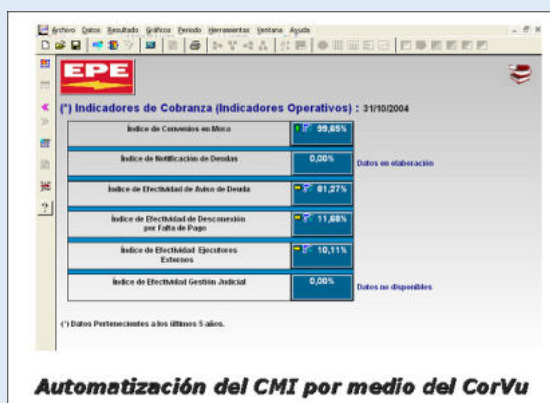 Archivo Datos Resultado Gráficos Periodo Herramientas Ventana Ayuda
EPE
(*) Indicadores de Cobranza (Indicadores Operativos) : 31/10/2004
Índice de Convenios en Mora 99,85%
Índice de Notificación de Deudas 0,00% Datos en elaboración
Índice de Efectividad de Aviso de Deuda 81,27%
Índice de Efectividad de Desconexión
por Falta de Pago 11,68%
Índice de Efectividad Ejecutores
Externos 10,11%
Índice de Efectividad Gestión Judicial 0,00% Datos no disponibles
(*) Datos Pertenecientes a los últimos 5 años.
Automatización del CMI por medio del CorVu